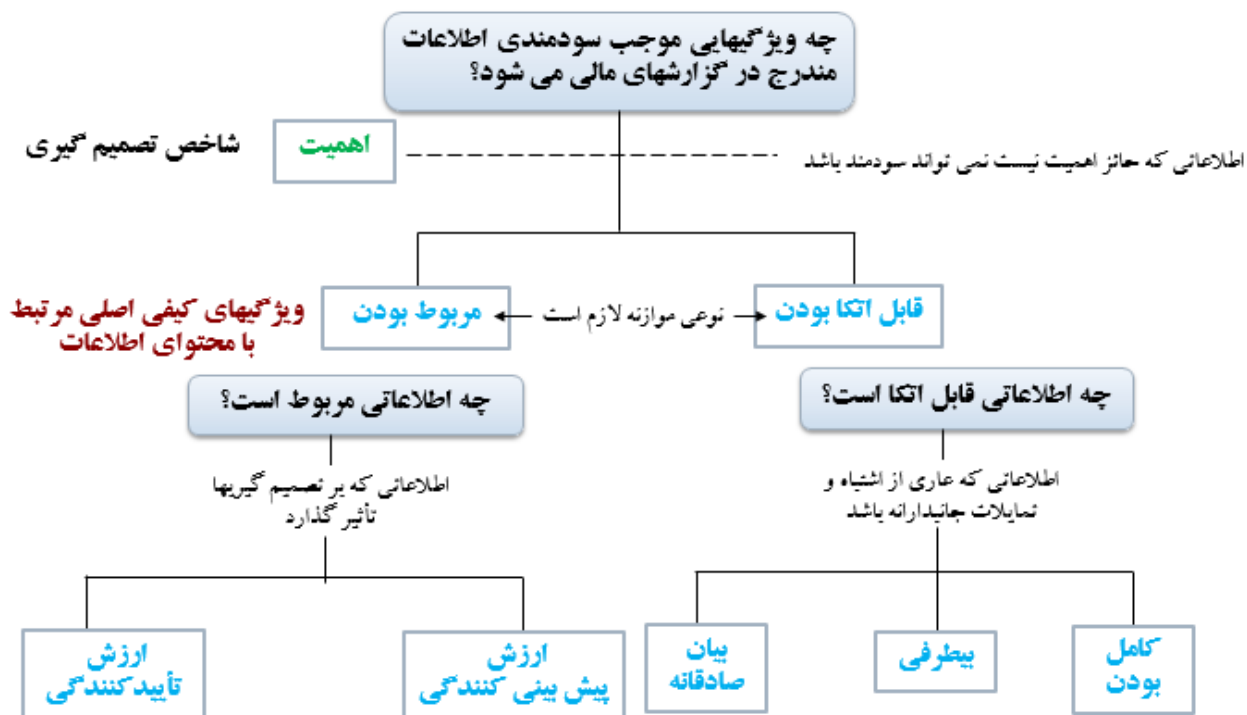 چه ویژگیهایی موجب سودمندی اطلاعات
مندرج در گزارشهای مالی می شود؟
اطلاعاتی که حائز اهمیت نیست نمی تواند سودمند باشد
اهمیت
شاخص تصمیم گیری
قابل اتکا بودن
نوعی موازنه لازم است
مربوط بودن
ویژگیهای کیفی اصلی مرتبط
با محتوای اطلاعات
چه اطلاعاتی قابل اتکا است؟
چه اطلاعاتی مربوط است؟
اطلاعاتی که عاری از اشتباه و
تمایلات جانبدارانه باشد
اطلاعاتی که بر تصمیم گیریها
تأثیر گذارد
کامل
بودن
بیطرفی
بیان
صادقانه
ارزش
پیش بینی کنندگی
ارزش
تأییدکنندگی